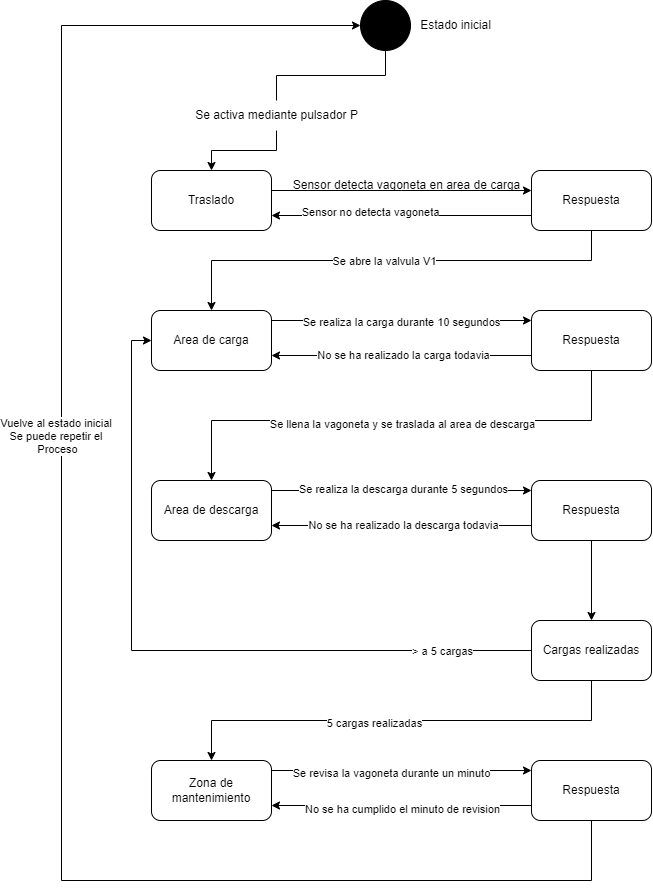 Estado inicial
Se activa mediante pulsador P
Traslado
Sensor detecta vagoneta en area de carga
Sensor no detecta vagoneta
Respuesta
Se abre la valvula V1
Area de carga
Se realiza la carga durante 10 segundos
No se ha realizado la carga todavia
Respuesta
Vuelve al estado inicial
Se puede repetir el
Proceso
Se llena la vagoneta y se traslada al area de descarga
Area de descarga
Se realiza la descarga durante 5 segundos
No se ha realizado la descarga todavia
Respuesta
> a 5 cargas
Cargas realizadas
5 cargas realizadas
Zona de
mantenimiento
Se revisa la vagoneta durante un minuto
No se ha cumplido el minuto de revision
Respuesta